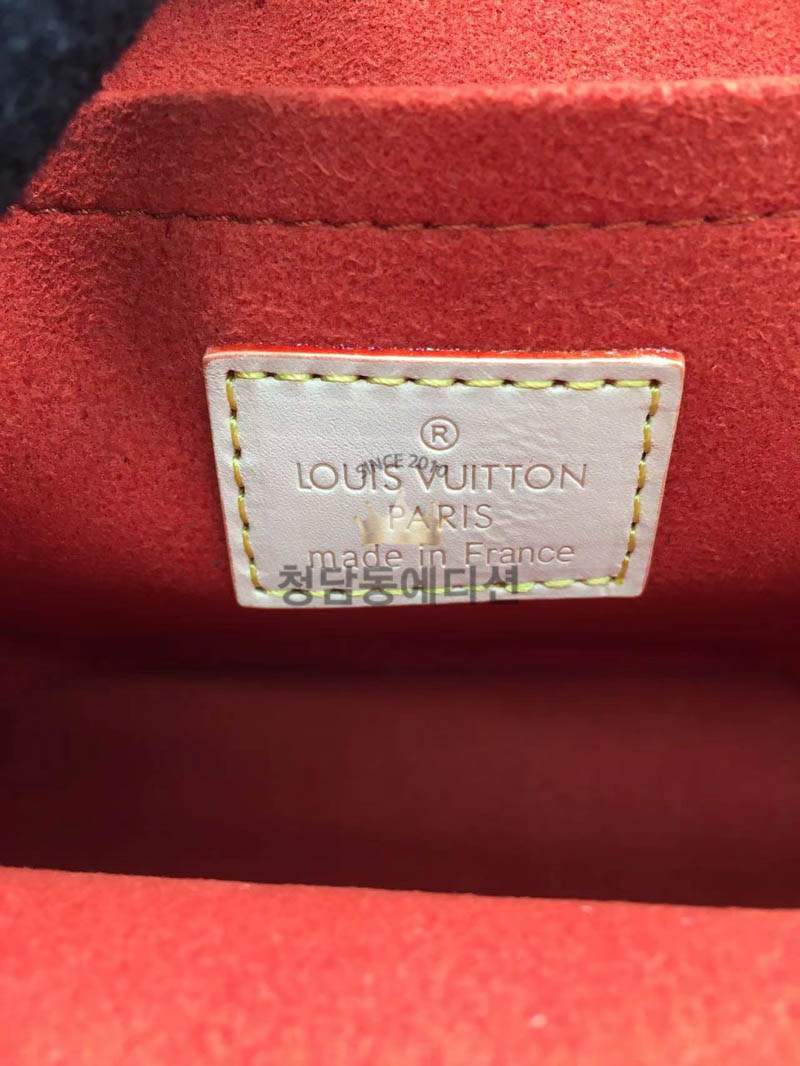 ®
SINCE 2010
LOUIS VUITTON
PARIS
made in France
청담동에디션